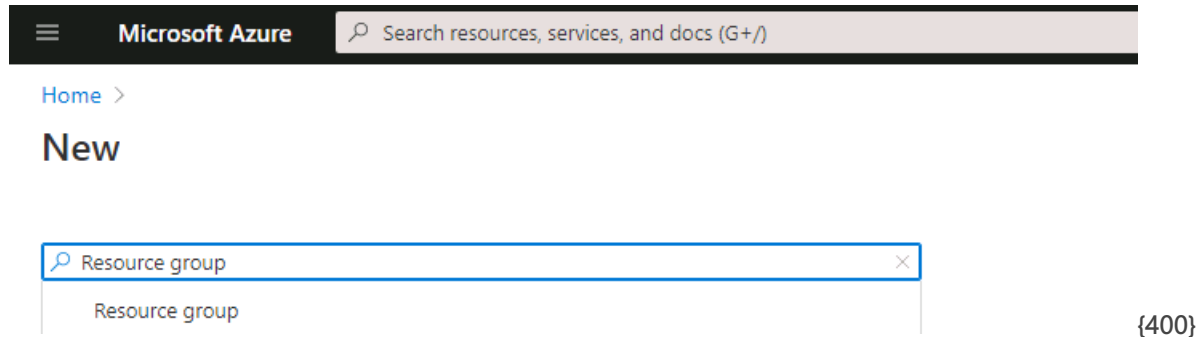 Microsoft Azure Search resources, services, and docs (G+/)
Home >
New
Resource group
Resource group
{400}